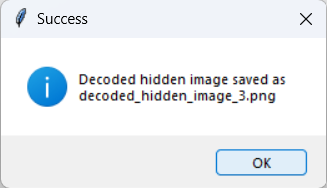 Success
Decoded hidden image saved as
decoded_hidden_image_3.png
OK